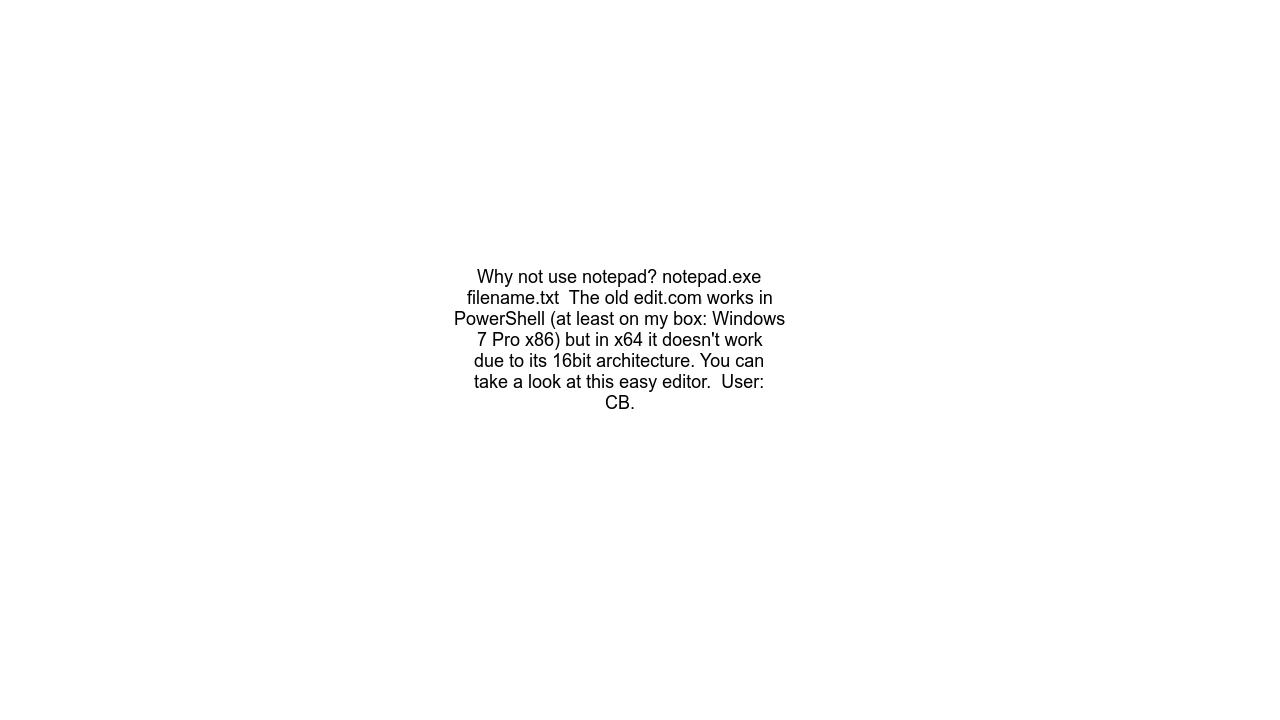 Why not use notepad? notepad.exe
filename.txt  The old edit.com works in
PowerShell (at least on my box: Windows
7 Pro x86) but in x64 it doesn't work
due to its 16bit architecture. You can
take a look at this easy editor.  User:
CB.